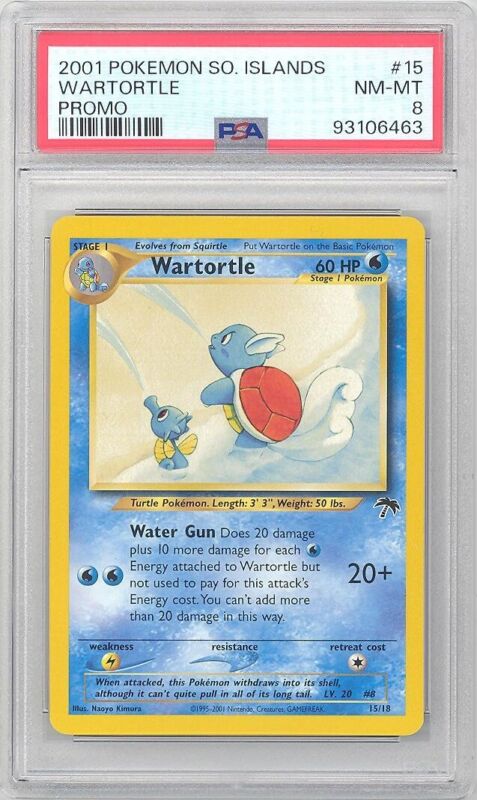 2001 POKEMON SO. ISLANDS #15
WARTORTLE NM-MT
PROMO 8
PSA 93106463
STAGE 1 Evolves from Squirtle Put Wartortle on the Basic Pokémon
Wartortle 60 HP
Stage 1 Pokémon
Turtle Pokémon. Length: 3' 3", Weight: 50 lbs.
Water Gun Does 20 damage
plus 10 more damage for each
Energy attached to Wartortle but
not used to pay for this attack's
Energy cost. You can't add more
than 20 damage in this way.
20+
weakness resistance retreat cost
When attacked, this Pokémon withdraws into its shell,
although it can't quite pull in all of its long tail. LV. 20 #8
Illus. Naoyo Kimura ©1995-2001 Nintendo, Creatures, GAMEFREAK. 15/18